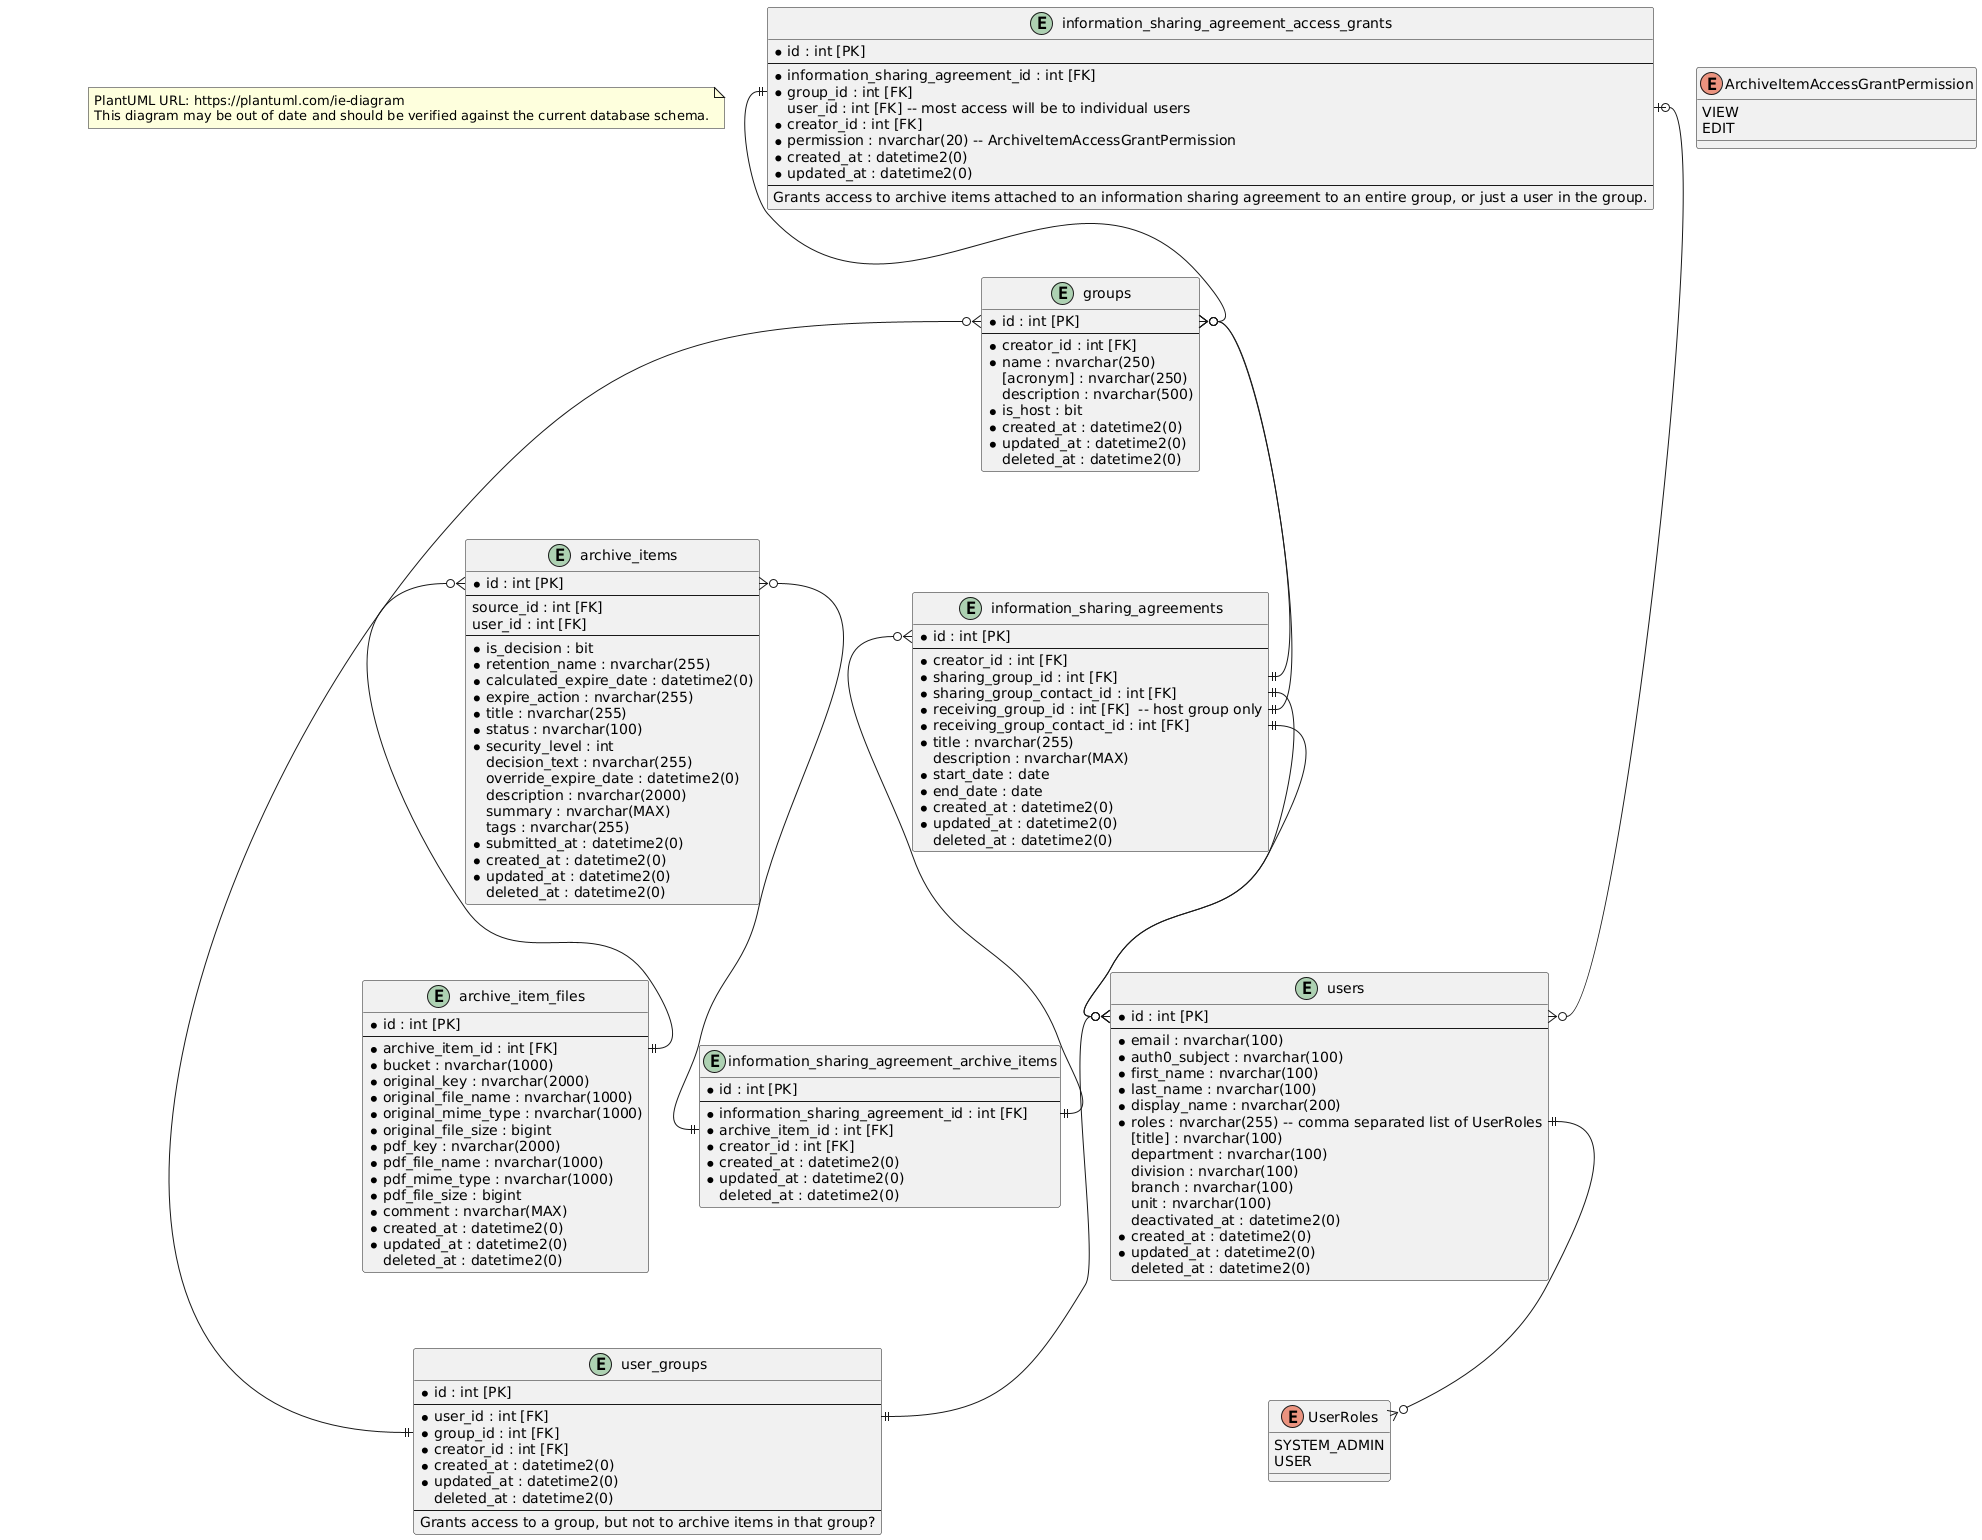 E information_sharing_agreement_access_grants
id : int [PK]
information_sharing_agreement_id : int [FK]
group_id : int [FK]
user_id : int [FK] -- most access will be to individual users
creator_id : int [FK]
permission : nvarchar(20) -- ArchiveItemAccessGrantPermission
created_at : datetime2(0)
updated_at : datetime2(0)
Grants access to archive items attached to an information sharing agreement to an entire group, or just a user in the group.
E ArchiveItemAccessGrantPermission
VIEW
EDIT
PlantUML URL: https://plantuml.com/ie-diagram
This diagram may be out of date and should be verified against the current database schema.
E groups
id : int [PK]
creator_id : int [FK]
name : nvarchar(250)
[acronym] : nvarchar(250)
description : nvarchar(500)
is_host : bit
created_at : datetime2(0)
updated_at : datetime2(0)
deleted_at : datetime2(0)
E archive_items
id : int [PK]
source_id : int [FK]
user_id : int [FK]
is_decision : bit
retention_name : nvarchar(255)
calculated_expire_date : datetime2(0)
expire_action : nvarchar(255)
title : nvarchar(255)
status : nvarchar(100)
security_level : int
decision_text : nvarchar(255)
override_expire_date : datetime2(0)
description : nvarchar(2000)
summary : nvarchar(MAX)
tags : nvarchar(255)
submitted_at : datetime2(0)
created_at : datetime2(0)
updated_at : datetime2(0)
deleted_at : datetime2(0)
E information_sharing_agreements
id : int [PK]
creator_id : int [FK]
sharing_group_id : int [FK]
sharing_group_contact_id : int [FK]
receiving_group_id : int [FK]  -- host group only
receiving_group_contact_id : int [FK]
title : nvarchar(255)
description : nvarchar(MAX)
start_date : date
end_date : date
created_at : datetime2(0)
updated_at : datetime2(0)
deleted_at : datetime2(0)
E archive_item_files
id : int [PK]
archive_item_id : int [FK]
bucket : nvarchar(1000)
original_key : nvarchar(2000)
original_file_name : nvarchar(1000)
original_mime_type : nvarchar(1000)
original_file_size : bigint
pdf_key : nvarchar(2000)
pdf_file_name : nvarchar(1000)
pdf_mime_type : nvarchar(1000)
pdf_file_size : bigint
comment : nvarchar(MAX)
created_at : datetime2(0)
updated_at : datetime2(0)
deleted_at : datetime2(0)
E information_sharing_agreement_archive_items
id : int [PK]
information_sharing_agreement_id : int [FK]
archive_item_id : int [FK]
creator_id : int [FK]
created_at : datetime2(0)
updated_at : datetime2(0)
deleted_at : datetime2(0)
E users
id : int [PK]
email : nvarchar(100)
auth0_subject : nvarchar(100)
first_name : nvarchar(100)
last_name : nvarchar(100)
display_name : nvarchar(200)
roles : nvarchar(255) -- comma separated list of UserRoles
[title] : nvarchar(100)
department : nvarchar(100)
division : nvarchar(100)
branch : nvarchar(100)
unit : nvarchar(100)
deactivated_at : datetime2(0)
created_at : datetime2(0)
updated_at : datetime2(0)
deleted_at : datetime2(0)
E user_groups
id : int [PK]
user_id : int [FK]
group_id : int [FK]
creator_id : int [FK]
created_at : datetime2(0)
updated_at : datetime2(0)
deleted_at : datetime2(0)
Grants access to a group, but not to archive items in that group?
E UserRoles
SYSTEM_ADMIN
USER